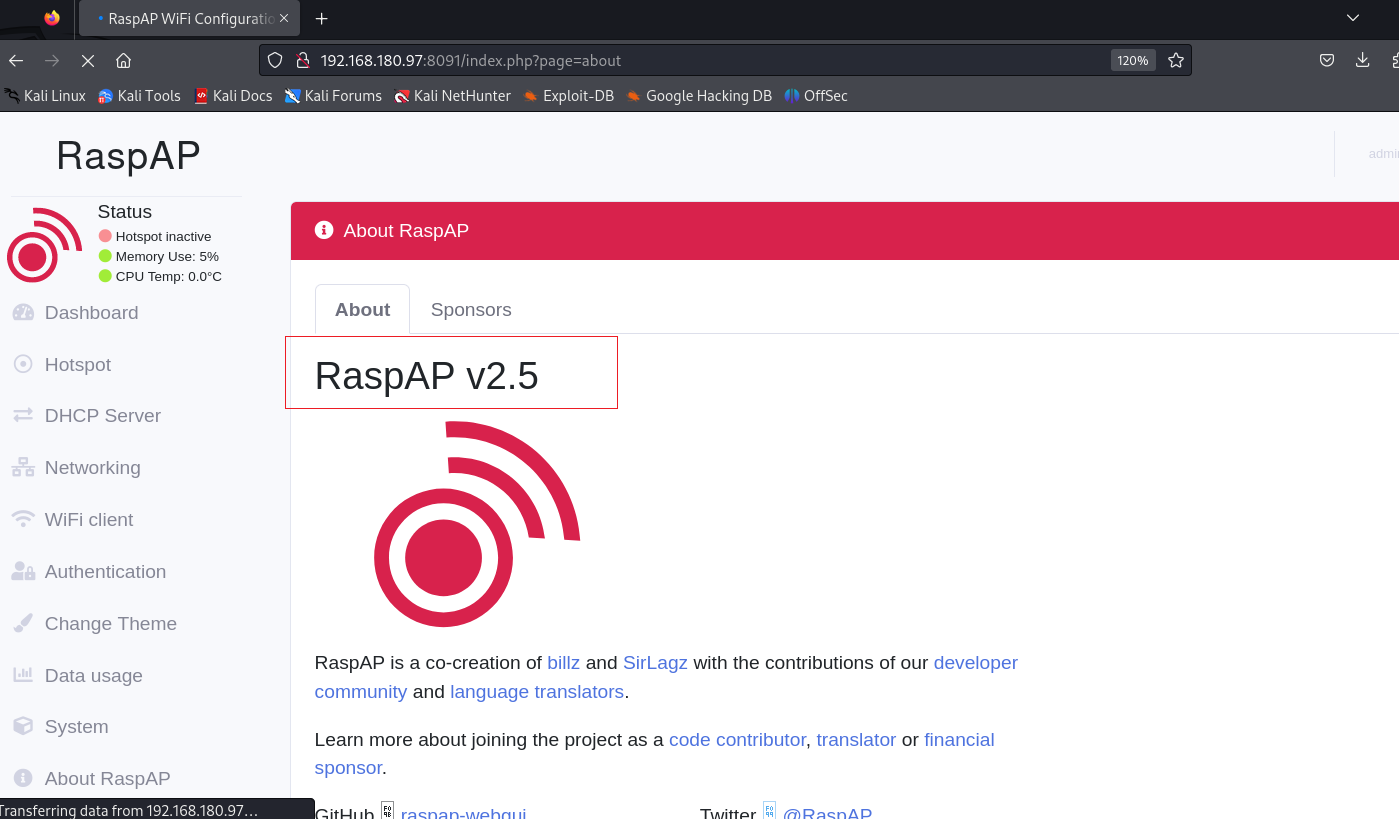 RaspAP WiFi Configuratio
192.168.180.97:8091/index.php?page=about
120%
Kali Linux Kali Tools Kali Docs Kali Forums Kali NetHunter Exploit-DB Google Hacking DB OffSec
RaspAP
admi
Status
Hotspot inactive
Memory Use: 5%
CPU Temp: 0.0°C
Dashboard
Hotspot
DHCP Server
Networking
WiFi client
Authentication
Change Theme
Data usage
System
About RaspAP
About RaspAP
About Sponsors
RaspAP v2.5
RaspAP is a co-creation of billz and SirLagz with the contributions of our developer
community and language translators.
Learn more about joining the project as a code contributor, translator or financial
sponsor.
GitHub raspap-webgui Twitter @RaspAP
Transferring data from 192.168.180.97…